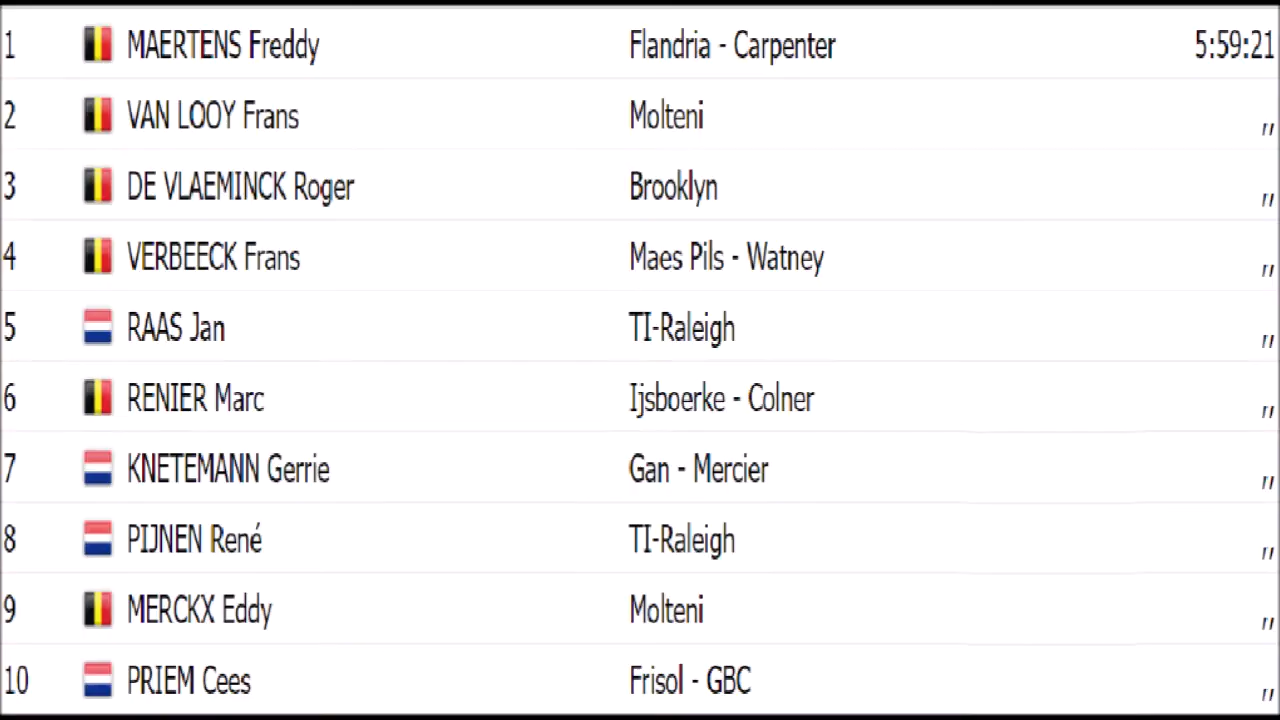 1 MAERTENS Freddy Flandria - Carpenter 5:59:21
2 VAN LOOY Frans Molteni ,,
3 DE VLAEMINCK Roger Brooklyn ,,
4 VERBEECK Frans Maes Pils - Watney ,,
5 RAAS Jan TI-Raleigh ,,
6 RENIER Marc Ijsboerke - Colner ,,
7 KNETEMANN Gerrie Gan - Mercier ,,
8 PIJNEN René TI-Raleigh ,,
9 MERCKX Eddy Molteni ,,
10 PRIEM Cees Frisol - GBC ,,